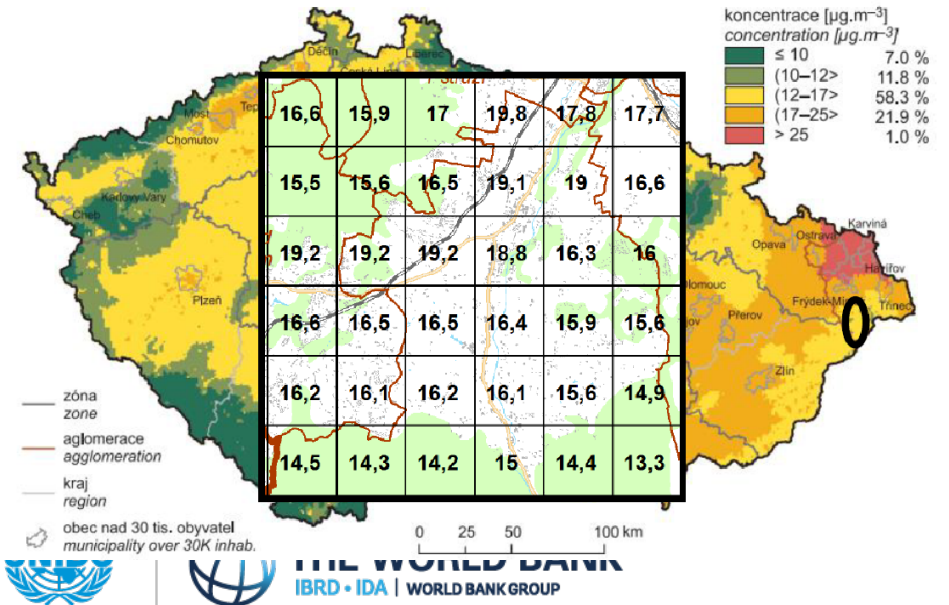 koncentrace [µg.m⁻³]
concentration [µg.m⁻³]
≤ 10 7.0 %
(10–12> 11.8 %
(12–17> 58.3 %
(17–25> 21.9 %
> 25 1.0 %
Děčín
Liberec
Most
Chomutov
Karlovy Vary
Cheb
Plzeň
16,6 15,9 17 19,8 17,8 17,7
15,5 15,6 16,5 19,1 19 16,6
19,2 19,2 19,2 18,8 16,3 16
16,6 16,5 16,5 16,4 15,9 15,6
16,2 16,1 16,2 16,1 15,6 14,9
14,5 14,3 14,2 15 14,4 13,3
Karviná
Opava
Ostrava
Havířov
Frýdek-Mí
Třinec
Přerov
Zlín
zóna
zone
aglomerace
agglomeration
kraj
region
obec nad 30 tis. obyvatel
municipality over 30K inhab.
0 25 50 100 km
THE WORLD BANK
IBRD • IDA | WORLD BANK GROUP